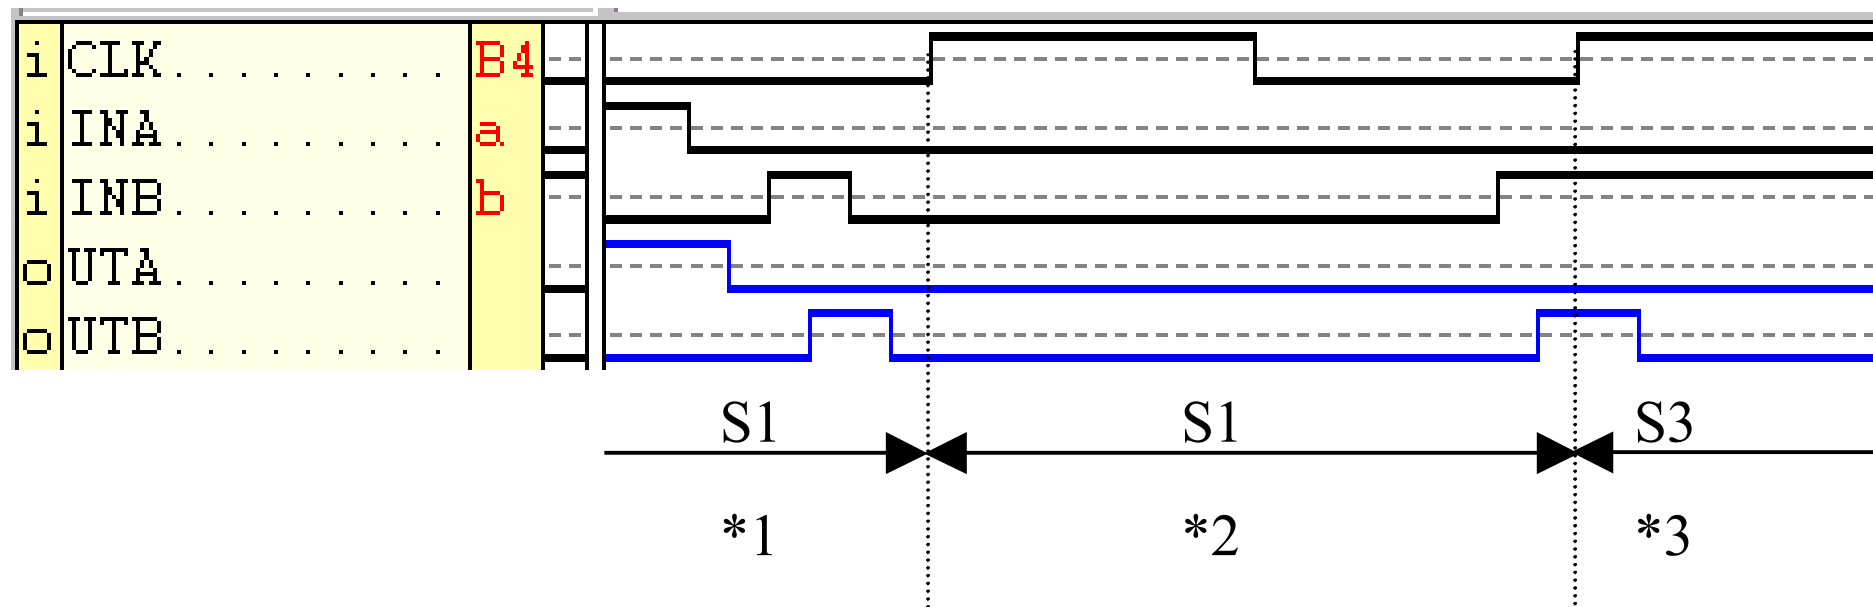 i CLK......... B4
i INA......... a
i INB......... b
o UTA.........
o UTB.........
S1 S1 S3
*1 *2 *3